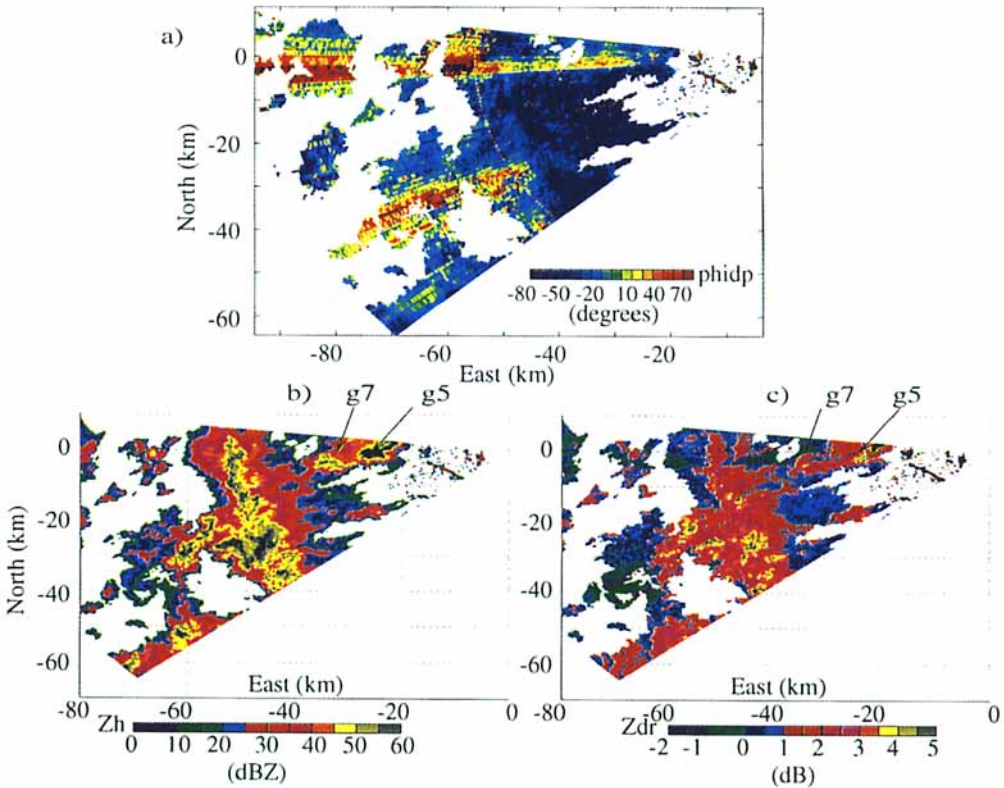 a)
0
-20
-40
-60
North (km)
phidp
-80 -50 -20 10 40 70
(degrees)
-80 -60 -40 -20
East (km)
b) g7 g5
c) g7 g5
0
-20
-40
-60
North (km)
East (km)
-80 -60 -40 -20 0
Zh
0 10 20 30 40 50 60
(dBZ)
0
-20
-40
-60
East (km)
-80 -60 -40 -20 0
Zdr
-2 -1 0 1 2 3 4 5
(dB)